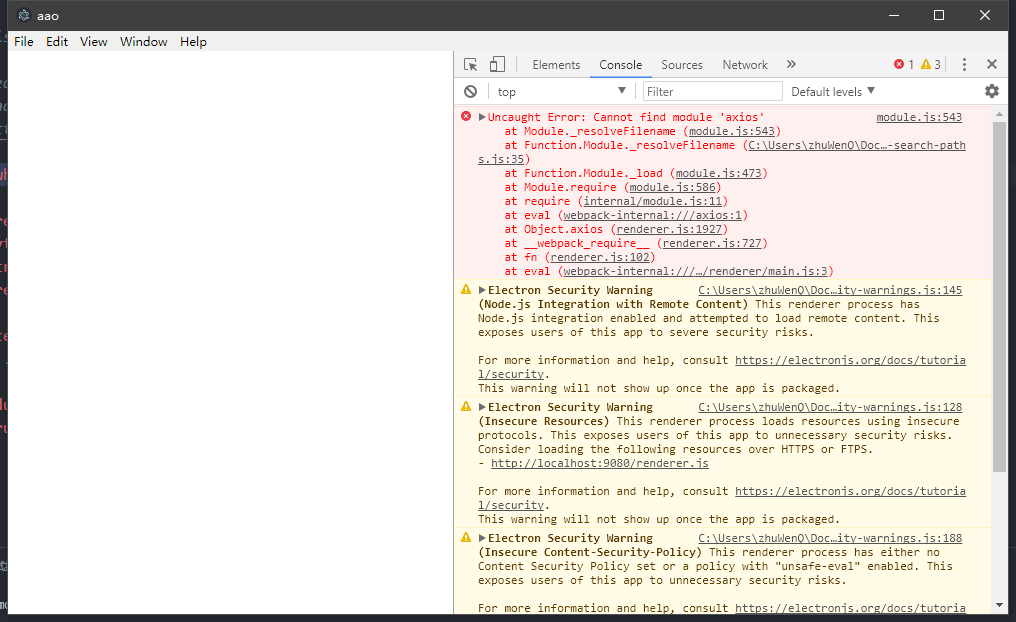 aao
File Edit View Window Help
Elements Console Sources Network » 1 3
top Filter Default levels
Uncaught Error: Cannot find module 'axios' module.js:543
at Module._resolveFilename (module.js:543)
at Function.Module._resolveFilename (C:\Users\zhuWenQ\Doc…-search-path
s.js:35)
at Function.Module._load (module.js:473)
at Module.require (module.js:586)
at require (internal/module.js:11)
at eval (webpack-internal:///axios:1)
at Object.axios (renderer.js:1927)
at __webpack_require__ (renderer.js:727)
at fn (renderer.js:102)
at eval (webpack-internal:///…/renderer/main.js:3)
Electron Security Warning C:\Users\zhuWenQ\Doc…ity-warnings.js:145
(Node.js Integration with Remote Content) This renderer process has
Node.js integration enabled and attempted to load remote content. This
exposes users of this app to severe security risks.
For more information and help, consult https://electronjs.org/docs/tutoria
l/security.
This warning will not show up once the app is packaged.
Electron Security Warning C:\Users\zhuWenQ\Doc…ity-warnings.js:128
(Insecure Resources) This renderer process loads resources using insecure
protocols. This exposes users of this app to unnecessary security risks.
Consider loading the following resources over HTTPS or FTPS.
- http://localhost:9080/renderer.js
For more information and help, consult https://electronjs.org/docs/tutoria
l/security.
This warning will not show up once the app is packaged.
Electron Security Warning C:\Users\zhuWenQ\Doc…ity-warnings.js:188
(Insecure Content-Security-Policy) This renderer process has either no
Content Security Policy set or a policy with "unsafe-eval" enabled. This
exposes users of this app to unnecessary security risks.
For more information and help, consult https://electronjs.org/docs/tutoria